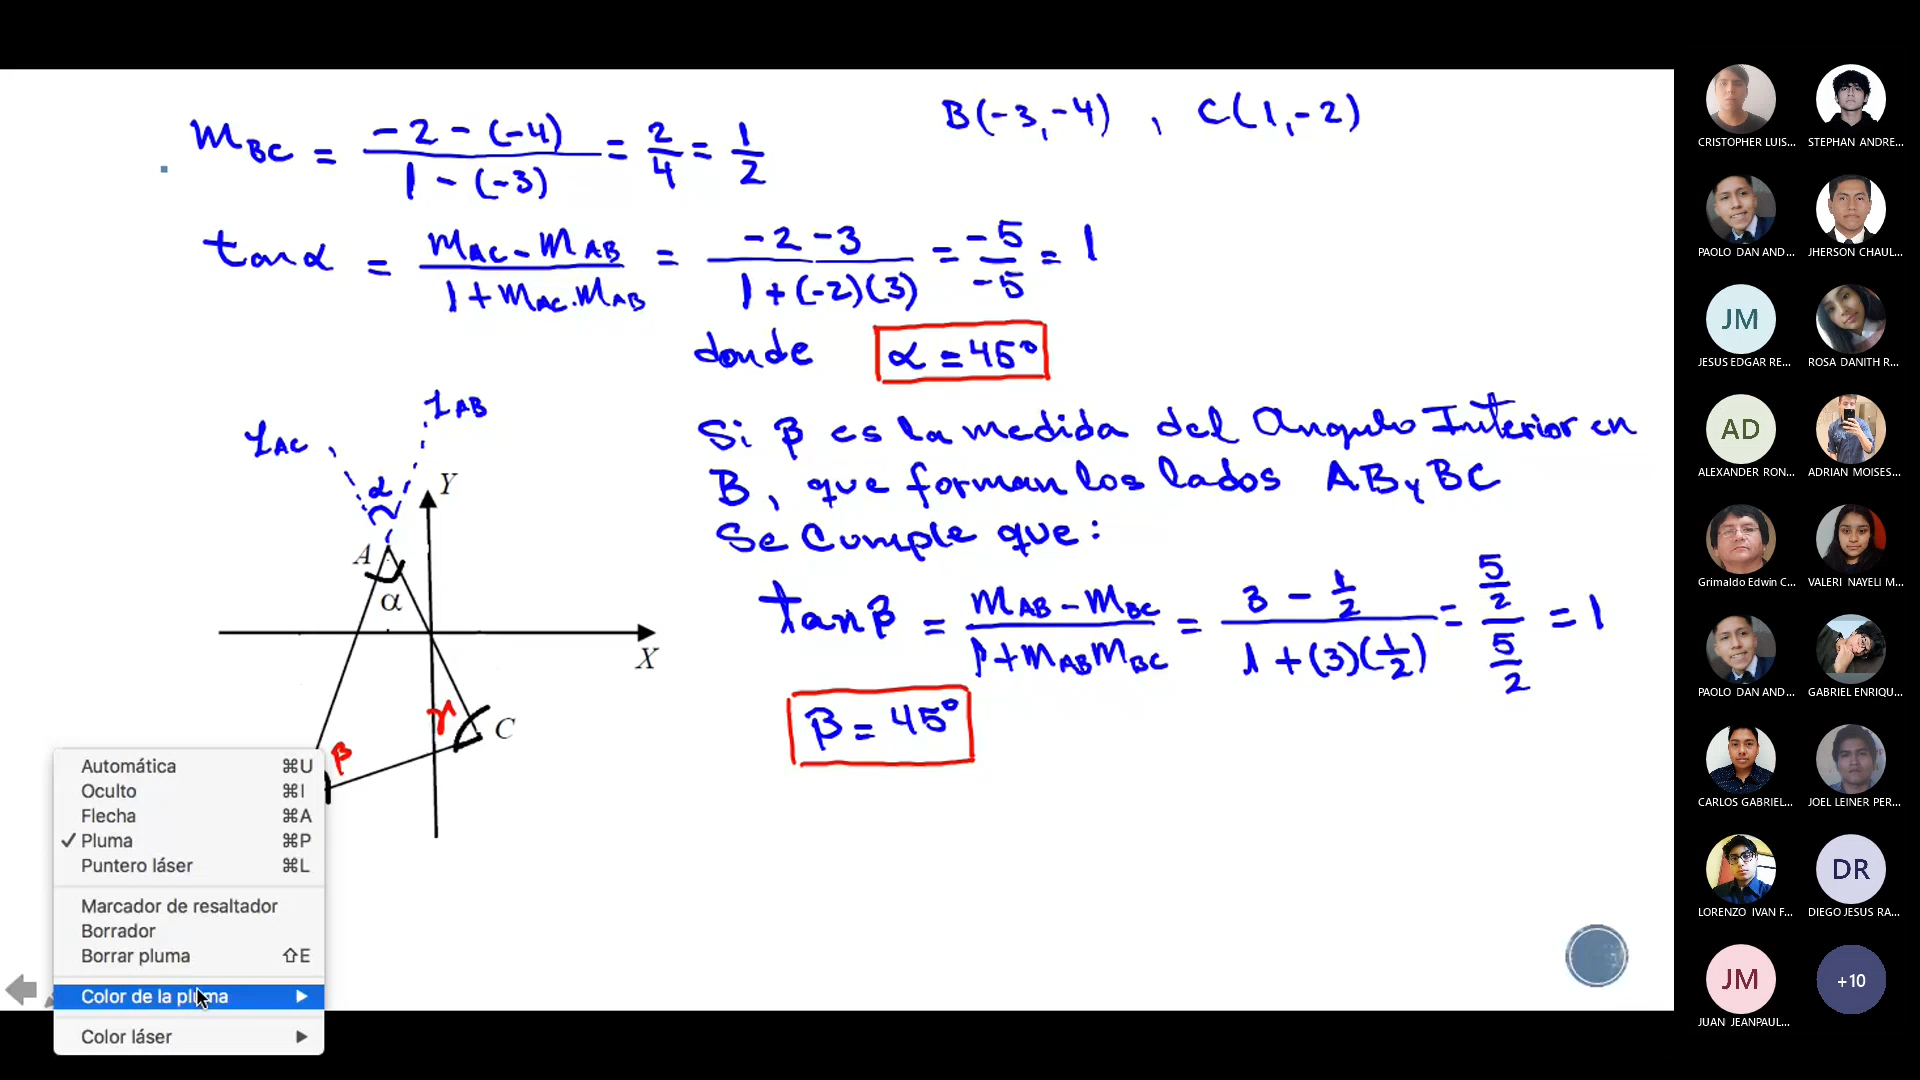 B(-3,-4) , C(1,-2)
m_BC = (-2-(-4))/(1-(-3)) = 2/4 = 1/2
tan α = (m_AC - m_AB)/(1 + m_AC . m_AB) = (-2-3)/(1+(-2)(3)) = -5/-5 = 1
donde α = 45°
L_AB
L_AC
α
Y
A
α
X
γ
C
β
Si β es la medida del Angulo Interior en
B, que forman los lados AB y BC
Se Cumple que:
tan β = (m_AB - m_BC)/(1 + m_AB m_BC) = (3 - 1/2)/(1+(3)(1/2)) = (5/2)/(5/2) = 1
β = 45°
Automática ⌘U
Oculto ⌘I
Flecha ⌘A
✓ Pluma ⌘P
Puntero láser ⌘L
Marcador de resaltador
Borrador
Borrar pluma ⇧E
Color de la pluma ▶
Color láser ▶
CRISTOPHER LUIS...
STEPHAN ANDRE...
PAOLO DAN AND...
JHERSON CHAUL...
JM
JESUS EDGAR RE...
ROSA DANITH R...
AD
ALEXANDER RON...
ADRIAN MOISES...
Grimaldo Edwin C...
VALERI NAYELI M...
PAOLO DAN AND...
GABRIEL ENRIQU...
CARLOS GABRIEL...
JOEL LEINER PER...
LORENZO IVAN F...
DR
DIEGO JESUS RA...
JM
JUAN JEANPAUL...
+10